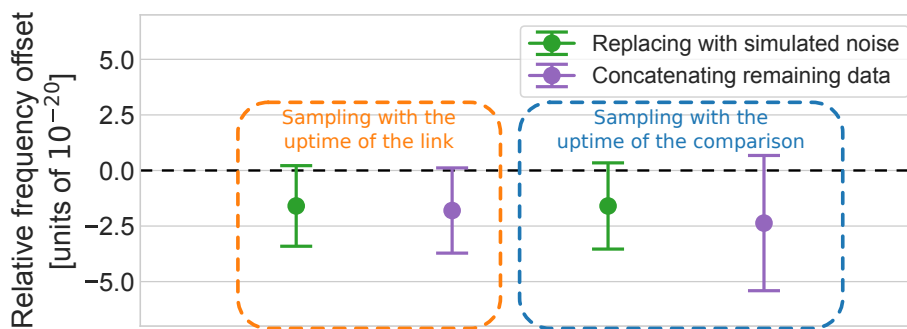 Relative frequency offset
[units of 10⁻²⁰]
5.0
2.5
0.0
−2.5
−5.0
Replacing with simulated noise
Concatenating remaining data
Sampling with the
uptime of the link
Sampling with the
uptime of the comparison